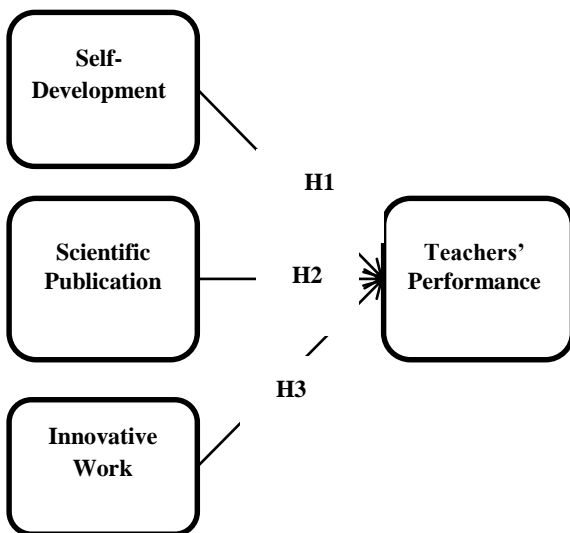 Self-
Development
H1
Scientific
Publication
H2
Teachers’
Performance
H3
Innovative
Work